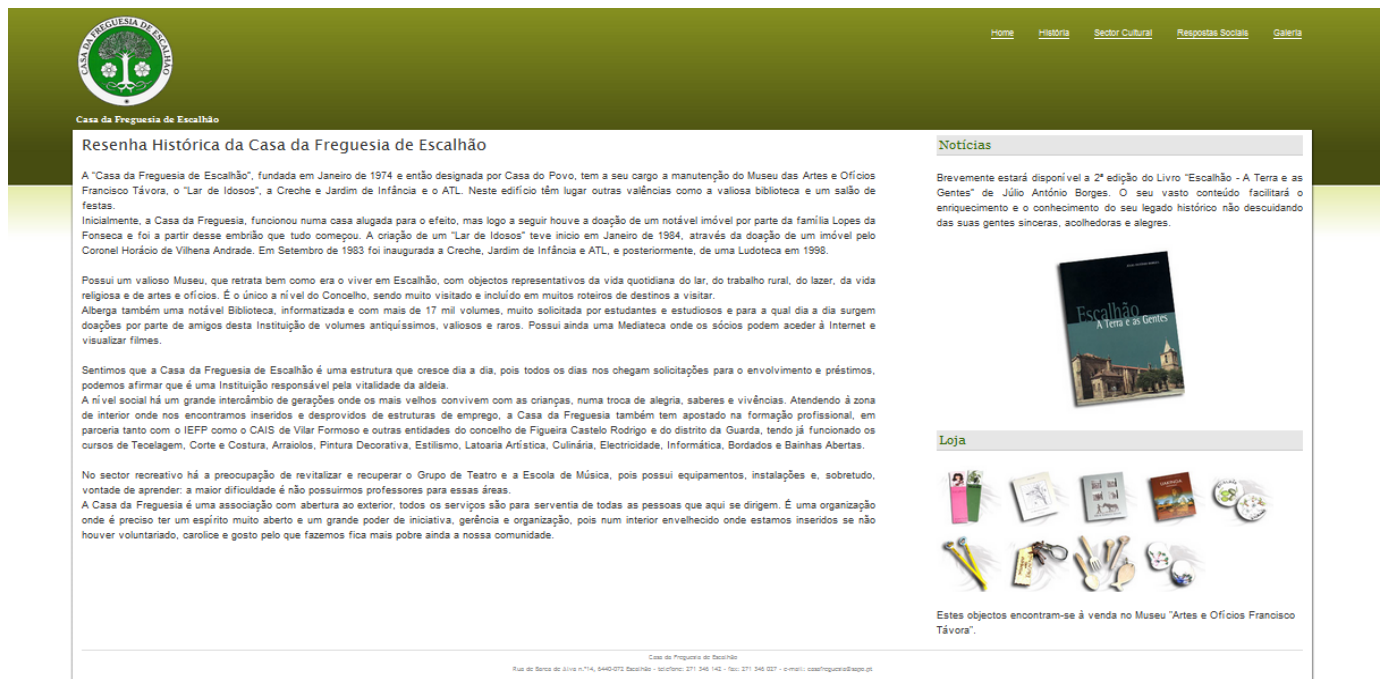 CASA DA FREGUESIA DE ESCALHÃO
Casa da Freguesia de Escalhão
Home História Sector Cultural Respostas Sociais Galeria
Resenha Histórica da Casa da Freguesia de Escalhão
A "Casa da Freguesia de Escalhão", fundada em Janeiro de 1974 e então designada por Casa do Povo, tem a seu cargo a manutenção do Museu das Artes e Ofícios
Francisco Távora, o "Lar de Idosos", a Creche e Jardim de Infância e o ATL. Neste edifício têm lugar outras valências como a valiosa biblioteca e um salão de
festas.
Inicialmente, a Casa da Freguesia, funcionou numa casa alugada para o efeito, mas logo a seguir houve a doação de um notável imóvel por parte da família Lopes da
Fonseca e foi a partir desse embrião que tudo começou. A criação de um "Lar de Idosos" teve inicio em Janeiro de 1984, através da doação de um imóvel pelo
Coronel Horácio de Vilhena Andrade. Em Setembro de 1983 foi inaugurada a Creche, Jardim de Infância e ATL, e posteriormente, de uma Ludoteca em 1998.
Possui um valioso Museu, que retrata bem como era o viver em Escalhão, com objectos representativos da vida quotidiana do lar, do trabalho rural, do lazer, da vida
religiosa e de artes e ofícios. É o único a nível do Concelho, sendo muito visitado e incluído em muitos roteiros de destinos a visitar.
Alberga também uma notável Biblioteca, informatizada e com mais de 17 mil volumes, muito solicitada por estudantes e estudiosos e para a qual dia a dia surgem
doações por parte de amigos desta Instituição de volumes antiquíssimos, valiosos e raros. Possui ainda uma Mediateca onde os sócios podem aceder á Internet e
visualizar filmes.
Sentimos que a Casa da Freguesia de Escalhão é uma estrutura que cresce dia a dia, pois todos os dias nos chegam solicitações para o envolvimento e préstimos,
podemos afirmar que é uma Instituição responsável pela vitalidade da aldeia.
A nível social há um grande intercâmbio de gerações onde os mais velhos convivem com as crianças, numa troca de alegria, saberes e vivências. Atendendo à zona
de interior onde nos encontramos inseridos e desprovidos de estruturas de emprego, a Casa da Freguesia também tem apostado na formação profissional, em
parceria tanto com o IEFP como o CAIS de Vilar Formoso e outras entidades do concelho de Figueira Castelo Rodrigo e do distrito da Guarda, tendo já funcionado os
cursos de Tecelagem, Corte e Costura, Arraiolos, Pintura Decorativa, Estilismo, Latoaria Artística, Culinária, Electricidade, Informática, Bordados e Bainhas Abertas.
No sector recreativo há a preocupação de revitalizar e recuperar o Grupo de Teatro e a Escola de Música, pois possui equipamentos, instalações e, sobretudo,
vontade de aprender: a maior dificuldade é não possuirmos professores para essas áreas.
A Casa da Freguesia é uma associação com abertura ao exterior, todos os serviços são para serventia de todas as pessoas que aqui se dirigem. É uma organização
onde é preciso ter um espírito muito aberto e um grande poder de iniciativa, gerência e organização, pois num interior envelhecido onde estamos inseridos se não
houver voluntariado, carolice e gosto pelo que fazemos fica mais pobre ainda a nossa comunidade.
Notícias
Brevemente estará disponível a 2ª edição do Livro "Escalhão - A Terra e as
Gentes" de Júlio António Borges. O seu vasto conteúdo facilitará o
enriquecimento e o conhecimento do seu legado histórico não descuidando
das suas gentes sinceras, acolhedoras e alegres.
Escalhão
A Terra e as Gentes
Loja
Estes objectos encontram-se à venda no Museu "Artes e Ofícios Francisco
Távora".
Casa da Freguesia de Escalhão
Rua de Barca de Alva n.º14, 6440-072 Escalhão - telefone: 271 346 142 - fax: 271 346 027 - e-mail: casafreguesia@sapo.pt